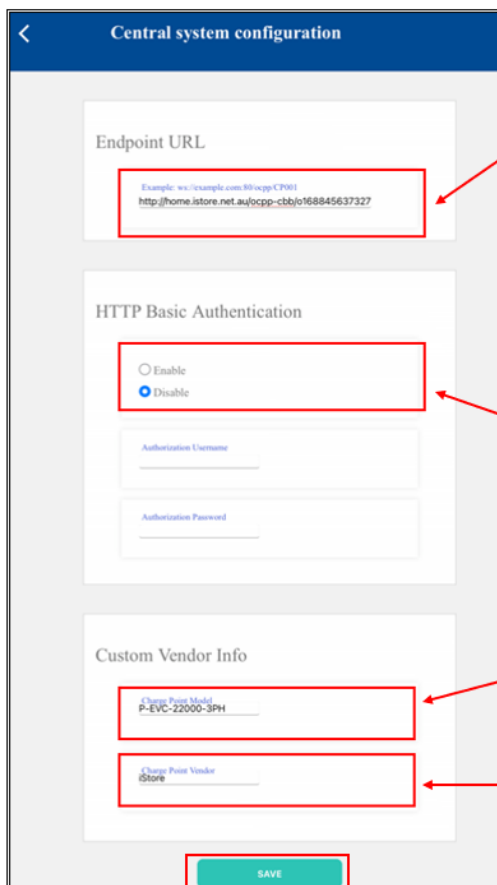 Central system configuration
Endpoint URL
Example: ws://example.com:80/ocpp/CP001
http://home.istore.net.au/ocpp-cbb/o168845637327
HTTP Basic Authentication
Enable
Disable
Authorization Username
Authorization Password
Custom Vendor Info
Charge Point Model
P-EVC-22000-3PH
Charge Point Vendor
iStore
SAVE